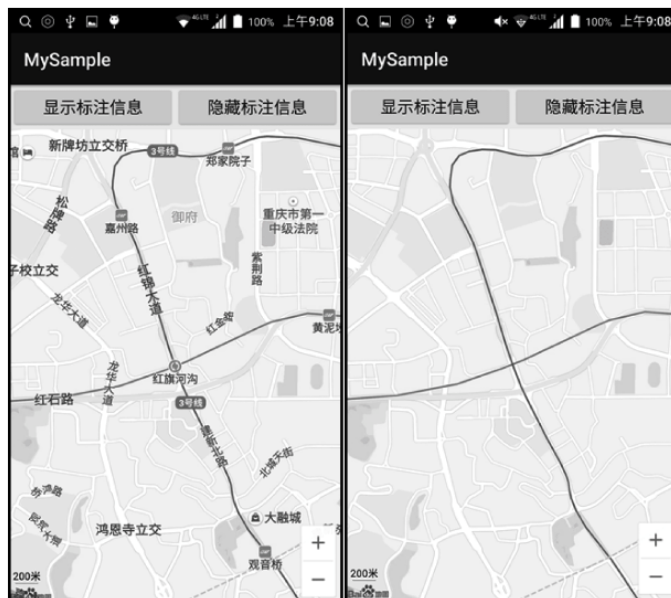 100% 上午9:08
MySample
显示标注信息 隐藏标注信息
新牌坊立交桥
3号线
郑家院子
馆
松牌路
嘉州路
御府
重庆市第一
中级法院
子校立交
红锦大道
紫荆路
龙华大道
红金路
黄泥
龙华大道
红旗河沟
红石路
3号线
建新北路
北城天街
鸿恩寺立交
大融城
观音桥
200米
+
−
100% 上午9:08
MySample
显示标注信息 隐藏标注信息
200米
+
−